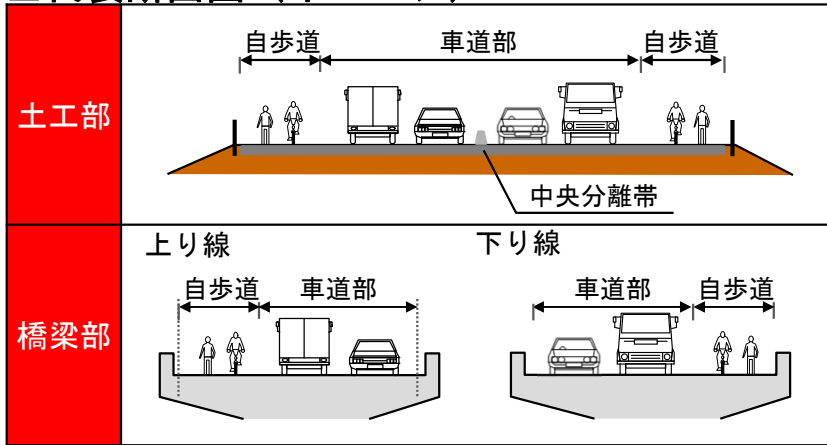 自歩道 車道部 自歩道
土工部
中央分離帯
上り線 下り線
自歩道 車道部 車道部 自歩道
橋梁部